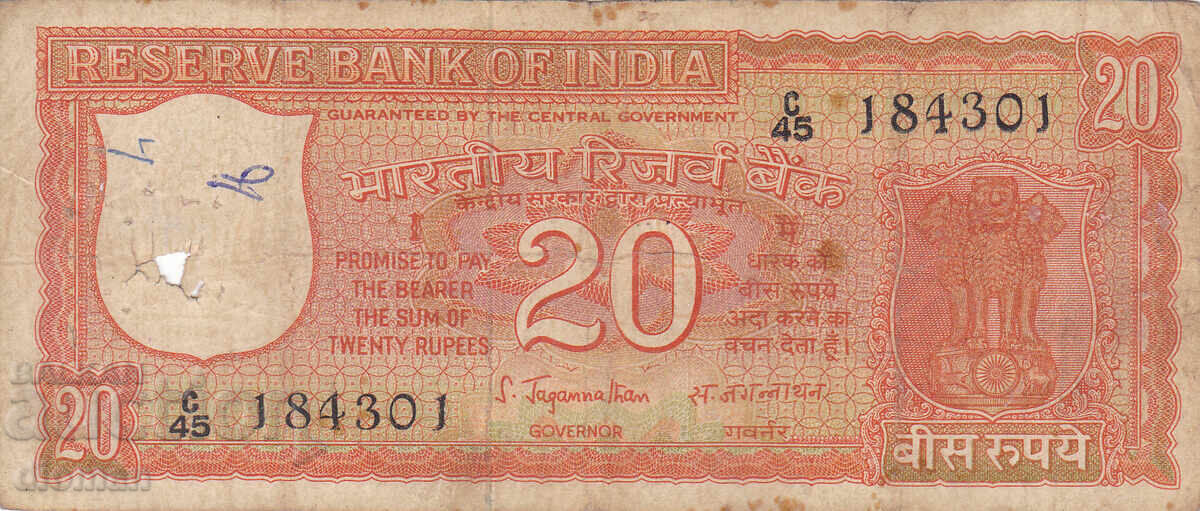 RESERVE BANK OF INDIA
20
C/45 184301
GUARANTEED BY THE CENTRAL GOVERNMENT
भारतीय रिज़र्व बैंक
केन्द्रीय सरकार द्वारा प्रत्याभूत
I
PROMISE TO PAY
THE BEARER
THE SUM OF
TWENTY RUPEES
20
मैं
धारक को
बीस रुपये
अदा करने का
वचन देता हूँ।
S. Jagannathan
स. जगन्नाथन
GOVERNOR
गवर्नर
C/45 184301
20
बीस रुपये